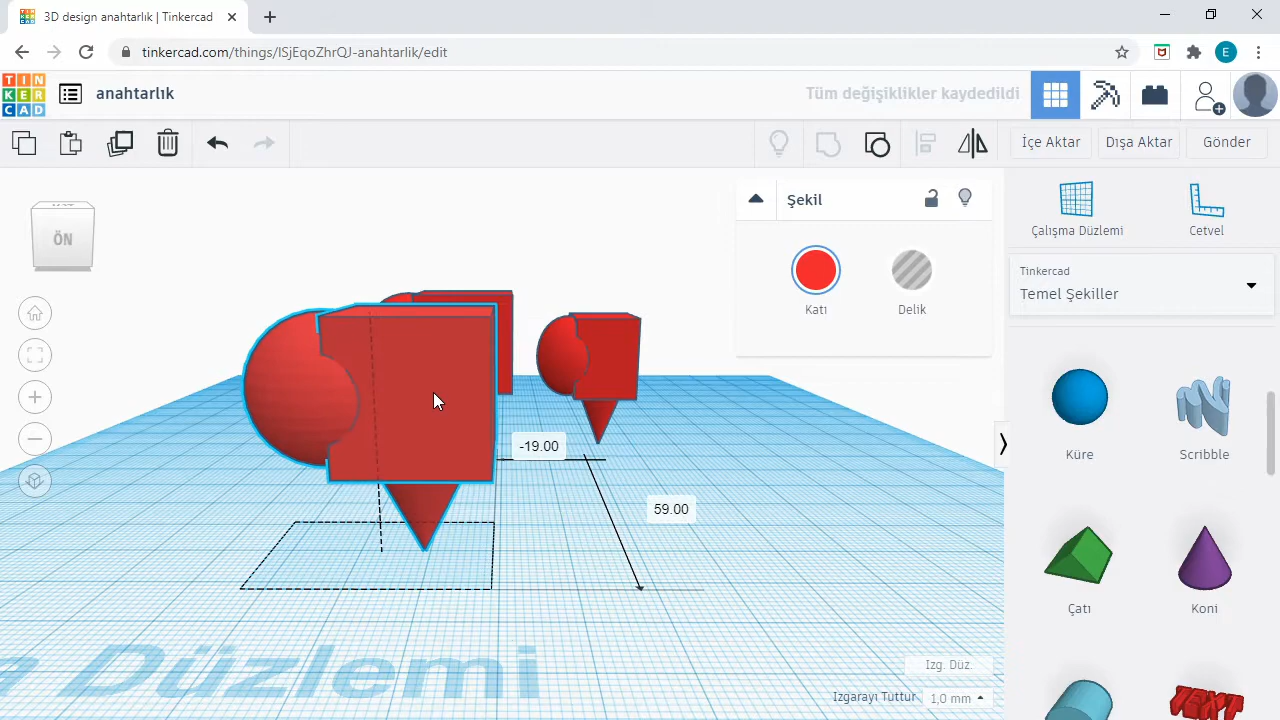 3D design anahtarlık | Tinkercad
tinkercad.com/things/lSjEqoZhrQJ-anahtarlik/edit
E
TIN
KER
CAD
anahtarlık
Tüm değişiklikler kaydedildi
İçe Aktar
Dışa Aktar
Gönder
ÖN
Şekil
Katı
Delik
Çalışma Düzlemi
Cetvel
Tinkercad
Temel Şekiller
Küre
Scribble
Çatı
Koni
-19.00
59.00
Düzlemi
Izg. Düz.
Izgarayı Tuttur
1,0 mm